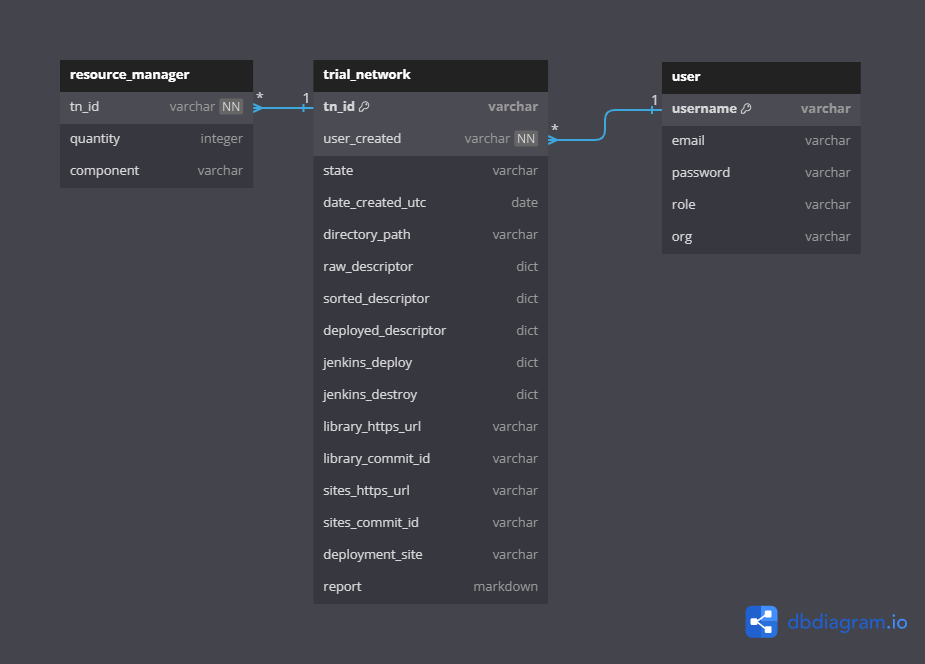 resource_manager
tn_id varchar NN
quantity integer
component varchar
* 1
trial_network
tn_id varchar
user_created varchar NN
state varchar
date_created_utc date
directory_path varchar
raw_descriptor dict
sorted_descriptor dict
deployed_descriptor dict
jenkins_deploy dict
jenkins_destroy dict
library_https_url varchar
library_commit_id varchar
sites_https_url varchar
sites_commit_id varchar
deployment_site varchar
report markdown
* 1
user
username varchar
email varchar
password varchar
role varchar
org varchar
dbdiagram.io